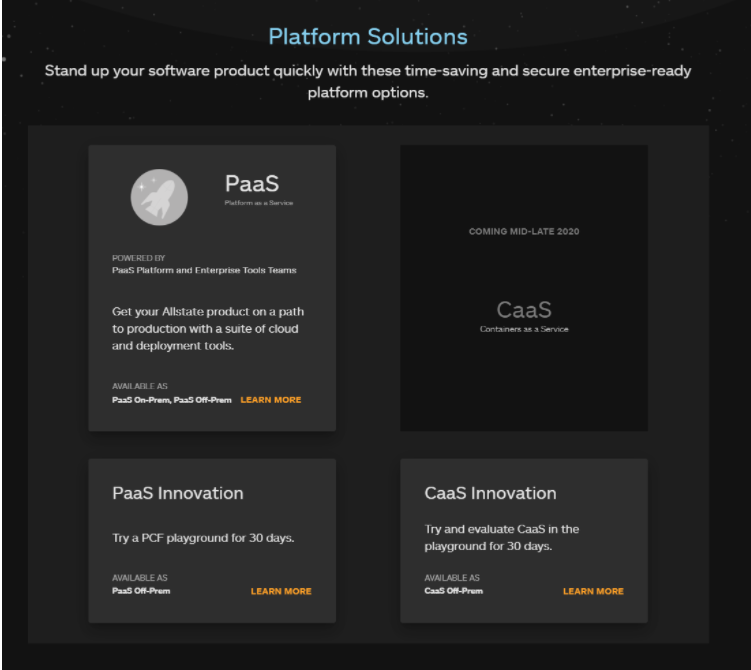 Platform Solutions
Stand up your software product quickly with these time-saving and secure enterprise-ready
platform options.
PaaS
Platform as a Service
POWERED BY
PaaS Platform and Enterprise Tools Teams
Get your Allstate product on a path
to production with a suite of cloud
and deployment tools.
AVAILABLE AS
PaaS On-Prem, PaaS Off-Prem LEARN MORE
COMING MID-LATE 2020
CaaS
Containers as a Service
PaaS Innovation
Try a PCF playground for 30 days.
AVAILABLE AS
PaaS Off-Prem LEARN MORE
CaaS Innovation
Try and evaluate CaaS in the
playground for 30 days.
AVAILABLE AS
CaaS Off-Prem LEARN MORE